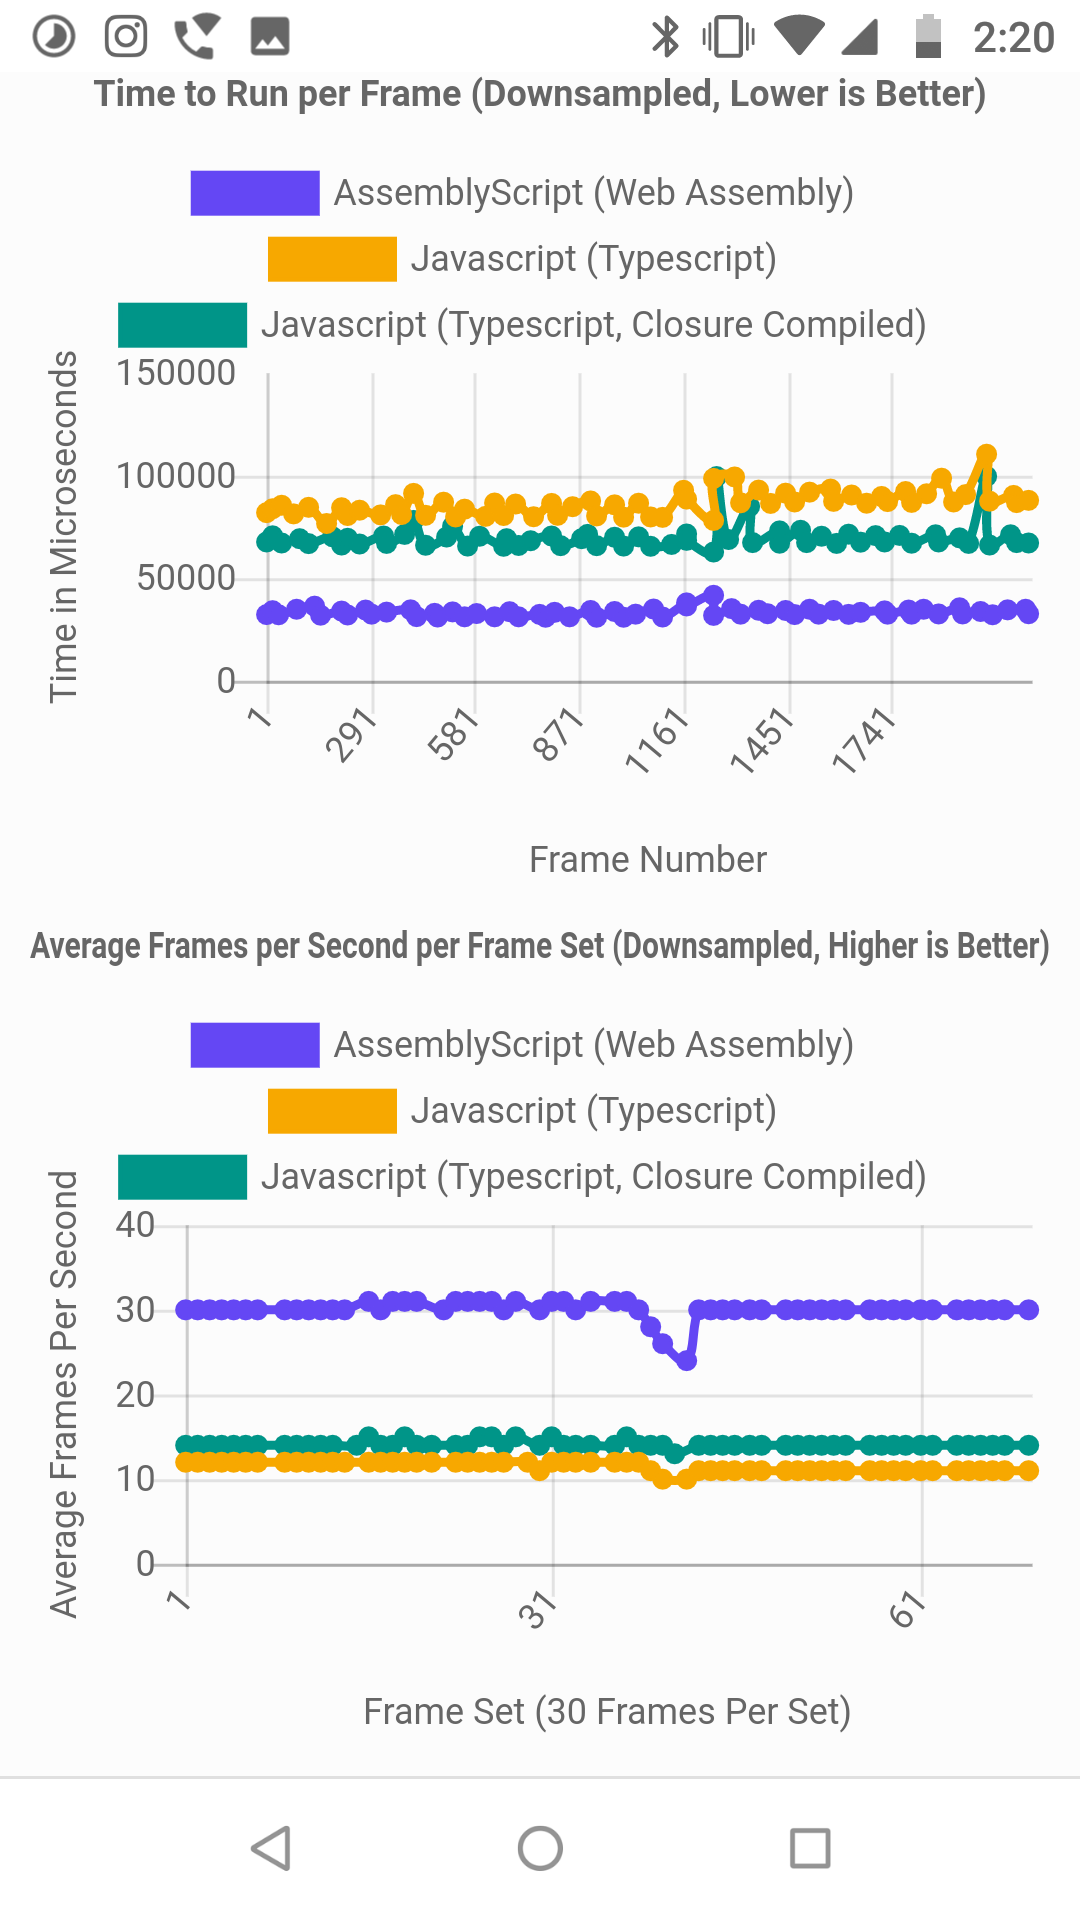 2:20
Time to Run per Frame (Downsampled, Lower is Better)
AssemblyScript (Web Assembly)
Javascript (Typescript)
Javascript (Typescript, Closure Compiled)
Time in Microseconds
150000
100000
50000
0
1 291 581 871 1161 1451 1741
Frame Number
Average Frames per Second per Frame Set (Downsampled, Higher is Better)
AssemblyScript (Web Assembly)
Javascript (Typescript)
Javascript (Typescript, Closure Compiled)
Average Frames Per Second
40
30
20
10
0
1 31 61
Frame Set (30 Frames Per Set)